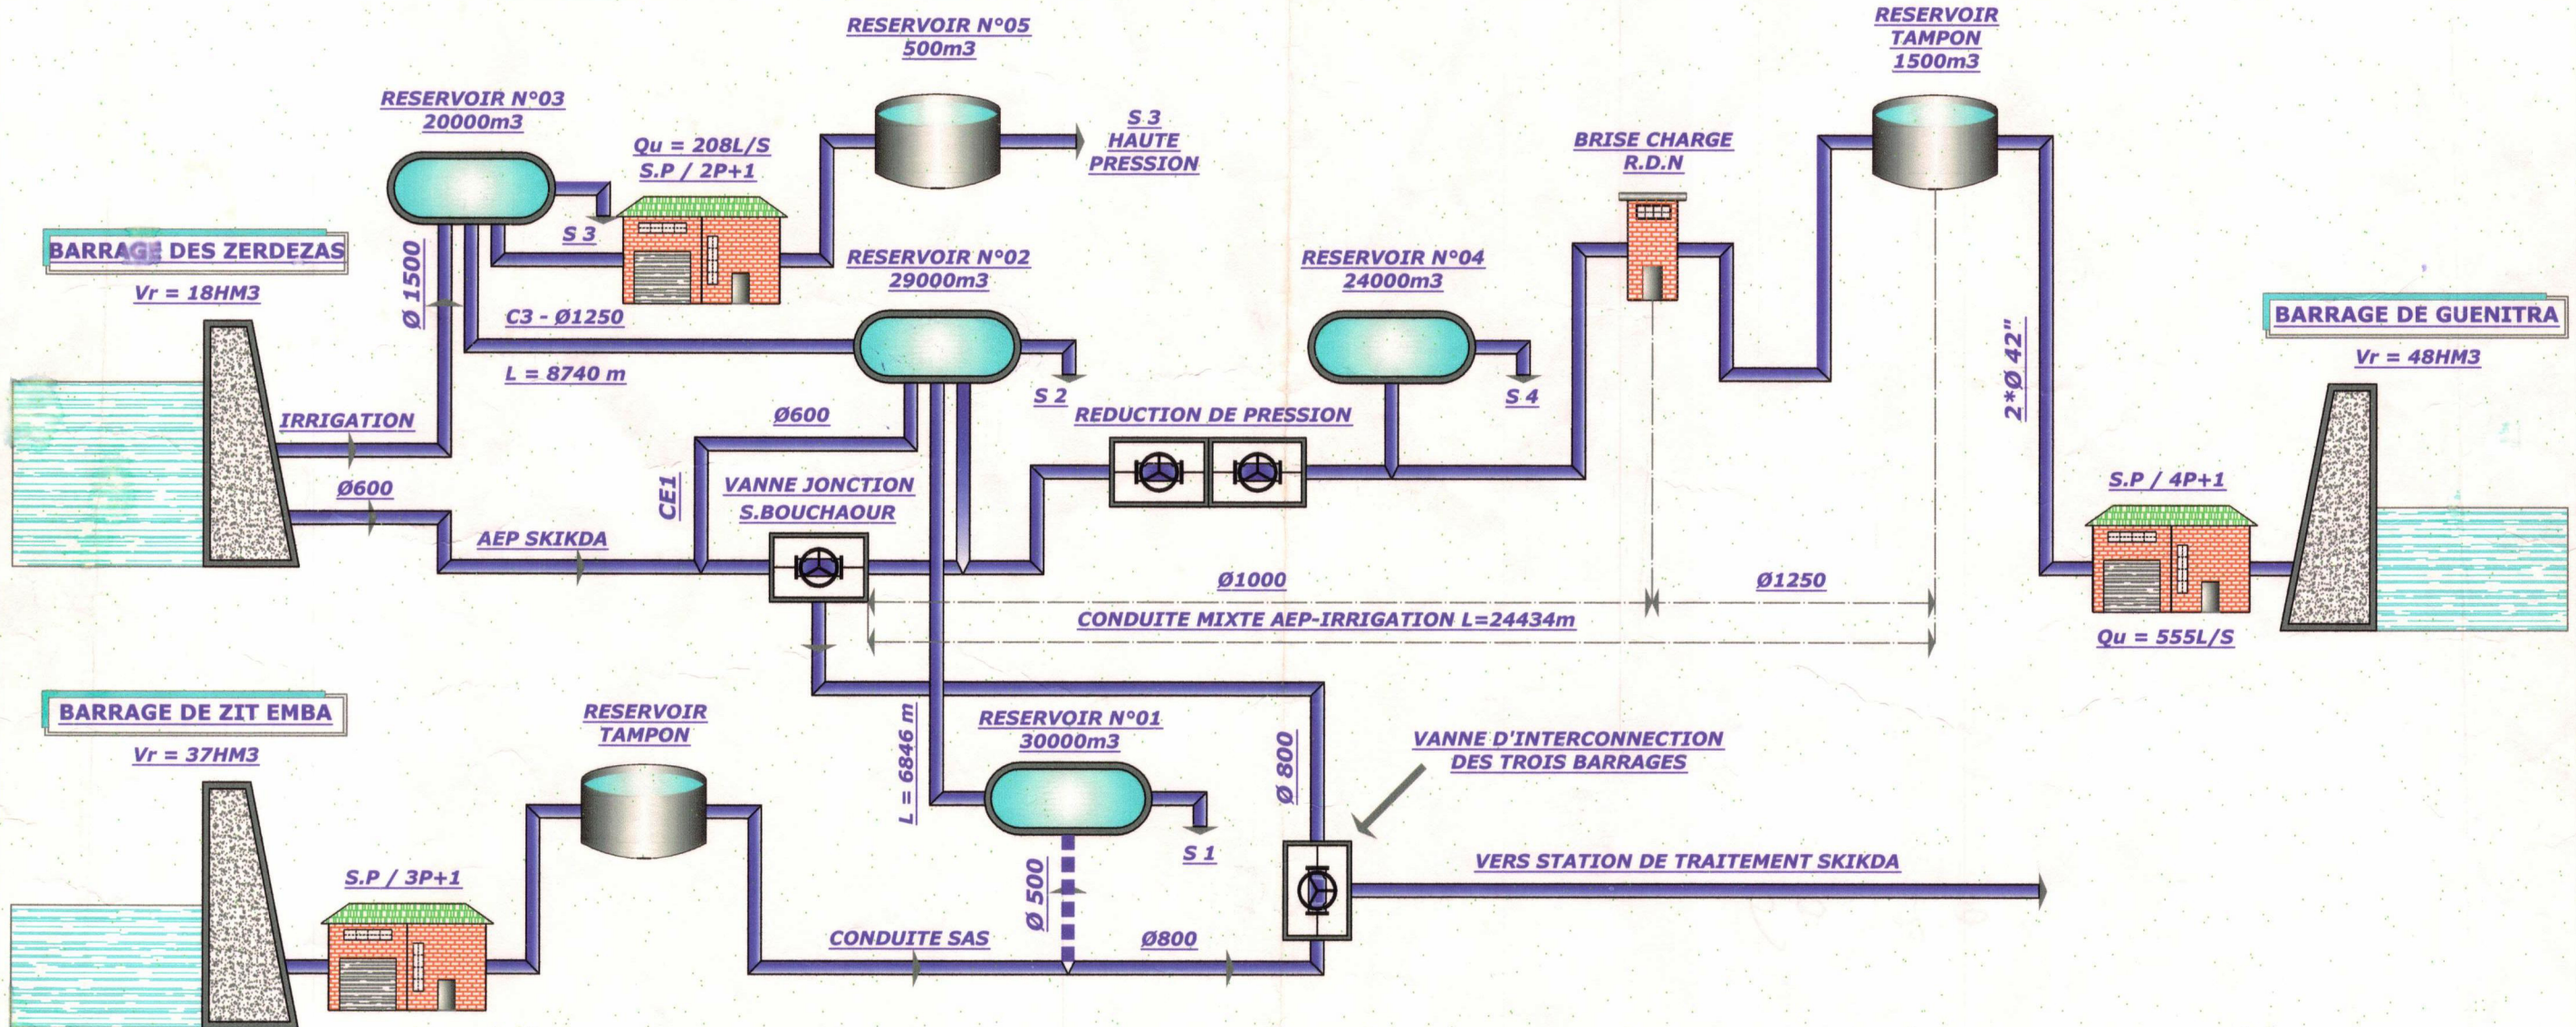 RESERVOIR N°05
500m3
RESERVOIR
TAMPON
1500m3
RESERVOIR N°03
20000m3
Qu = 208L/S
S.P / 2P+1
S 3
HAUTE
PRESSION
BRISE CHARGE
R.D.N
BARRAGE DES ZERDEZAS
Vr = 18HM3
Ø 1500
S 3
RESERVOIR N°02
29000m3
RESERVOIR N°04
24000m3
BARRAGE DE GUENITRA
Vr = 48HM3
C3 - Ø1250
L = 8740 m
2*Ø 42"
S 2
S 4
IRRIGATION
Ø600
REDUCTION DE PRESSION
Ø600
CE1
VANNE JONCTION
S.BOUCHAOUR
S.P / 4P+1
AEP SKIKDA
Ø1000
Ø1250
CONDUITE MIXTE AEP-IRRIGATION L=24434m
Qu = 555L/S
BARRAGE DE ZIT EMBA
Vr = 37HM3
RESERVOIR
TAMPON
L = 6846 m
RESERVOIR N°01
30000m3
Ø 800
VANNE D'INTERCONNECTION
DES TROIS BARRAGES
S 1
S.P / 3P+1
Ø 500
VERS STATION DE TRAITEMENT SKIKDA
CONDUITE SAS
Ø800